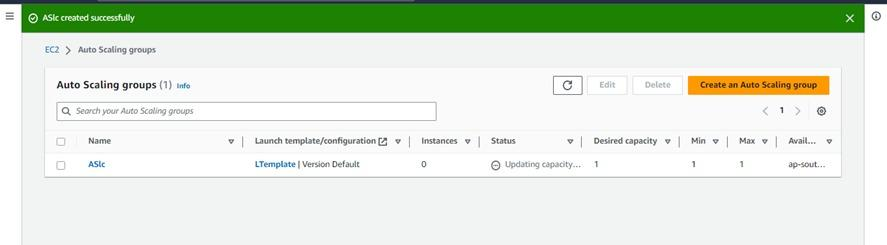 ASlc created successfully
EC2 > Auto Scaling groups
Auto Scaling groups (1) Info
Edit Delete Create an Auto Scaling group
Search your Auto Scaling groups
1
Name Launch template/configuration Instances Status Desired capacity Min Max Avail...
ASlc LTemplate | Version Default 0 Updating capacity... 1 1 1 ap-sout...